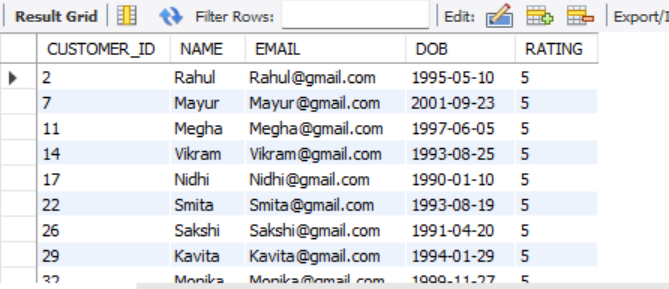 Result Grid Filter Rows: Edit: Export/I
CUSTOMER_ID NAME EMAIL DOB RATING
2 Rahul Rahul@gmail.com 1995-05-10 5
7 Mayur Mayur@gmail.com 2001-09-23 5
11 Megha Megha@gmail.com 1997-06-05 5
14 Vikram Vikram@gmail.com 1993-08-25 5
17 Nidhi Nidhi@gmail.com 1990-01-10 5
22 Smita Smita@gmail.com 1993-08-19 5
26 Sakshi Sakshi@gmail.com 1991-04-20 5
29 Kavita Kavita@gmail.com 1994-01-29 5
32 Monika Monika@gmail.com 1999-11-27 5